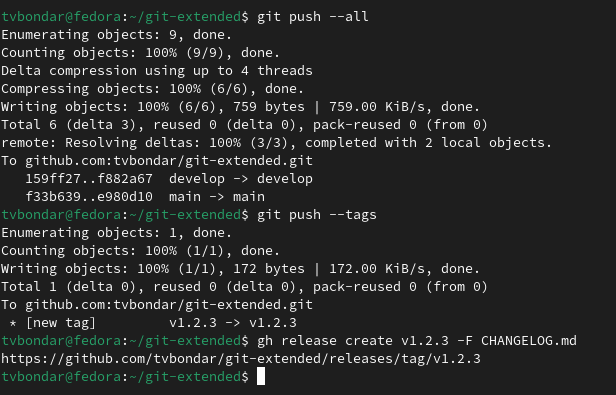 tvbondar@fedora:~/git-extended$ git push --all
Enumerating objects: 9, done.
Counting objects: 100% (9/9), done.
Delta compression using up to 4 threads
Compressing objects: 100% (6/6), done.
Writing objects: 100% (6/6), 759 bytes | 759.00 KiB/s, done.
Total 6 (delta 3), reused 0 (delta 0), pack-reused 0 (from 0)
remote: Resolving deltas: 100% (3/3), completed with 2 local objects.
To github.com:tvbondar/git-extended.git
   159ff27..f882a67  develop -> develop
   f33b639..e980d10  main -> main
tvbondar@fedora:~/git-extended$ git push --tags
Enumerating objects: 1, done.
Counting objects: 100% (1/1), done.
Writing objects: 100% (1/1), 172 bytes | 172.00 KiB/s, done.
Total 1 (delta 0), reused 0 (delta 0), pack-reused 0 (from 0)
To github.com:tvbondar/git-extended.git
 * [new tag]         v1.2.3 -> v1.2.3
tvbondar@fedora:~/git-extended$ gh release create v1.2.3 -F CHANGELOG.md
https://github.com/tvbondar/git-extended/releases/tag/v1.2.3
tvbondar@fedora:~/git-extended$